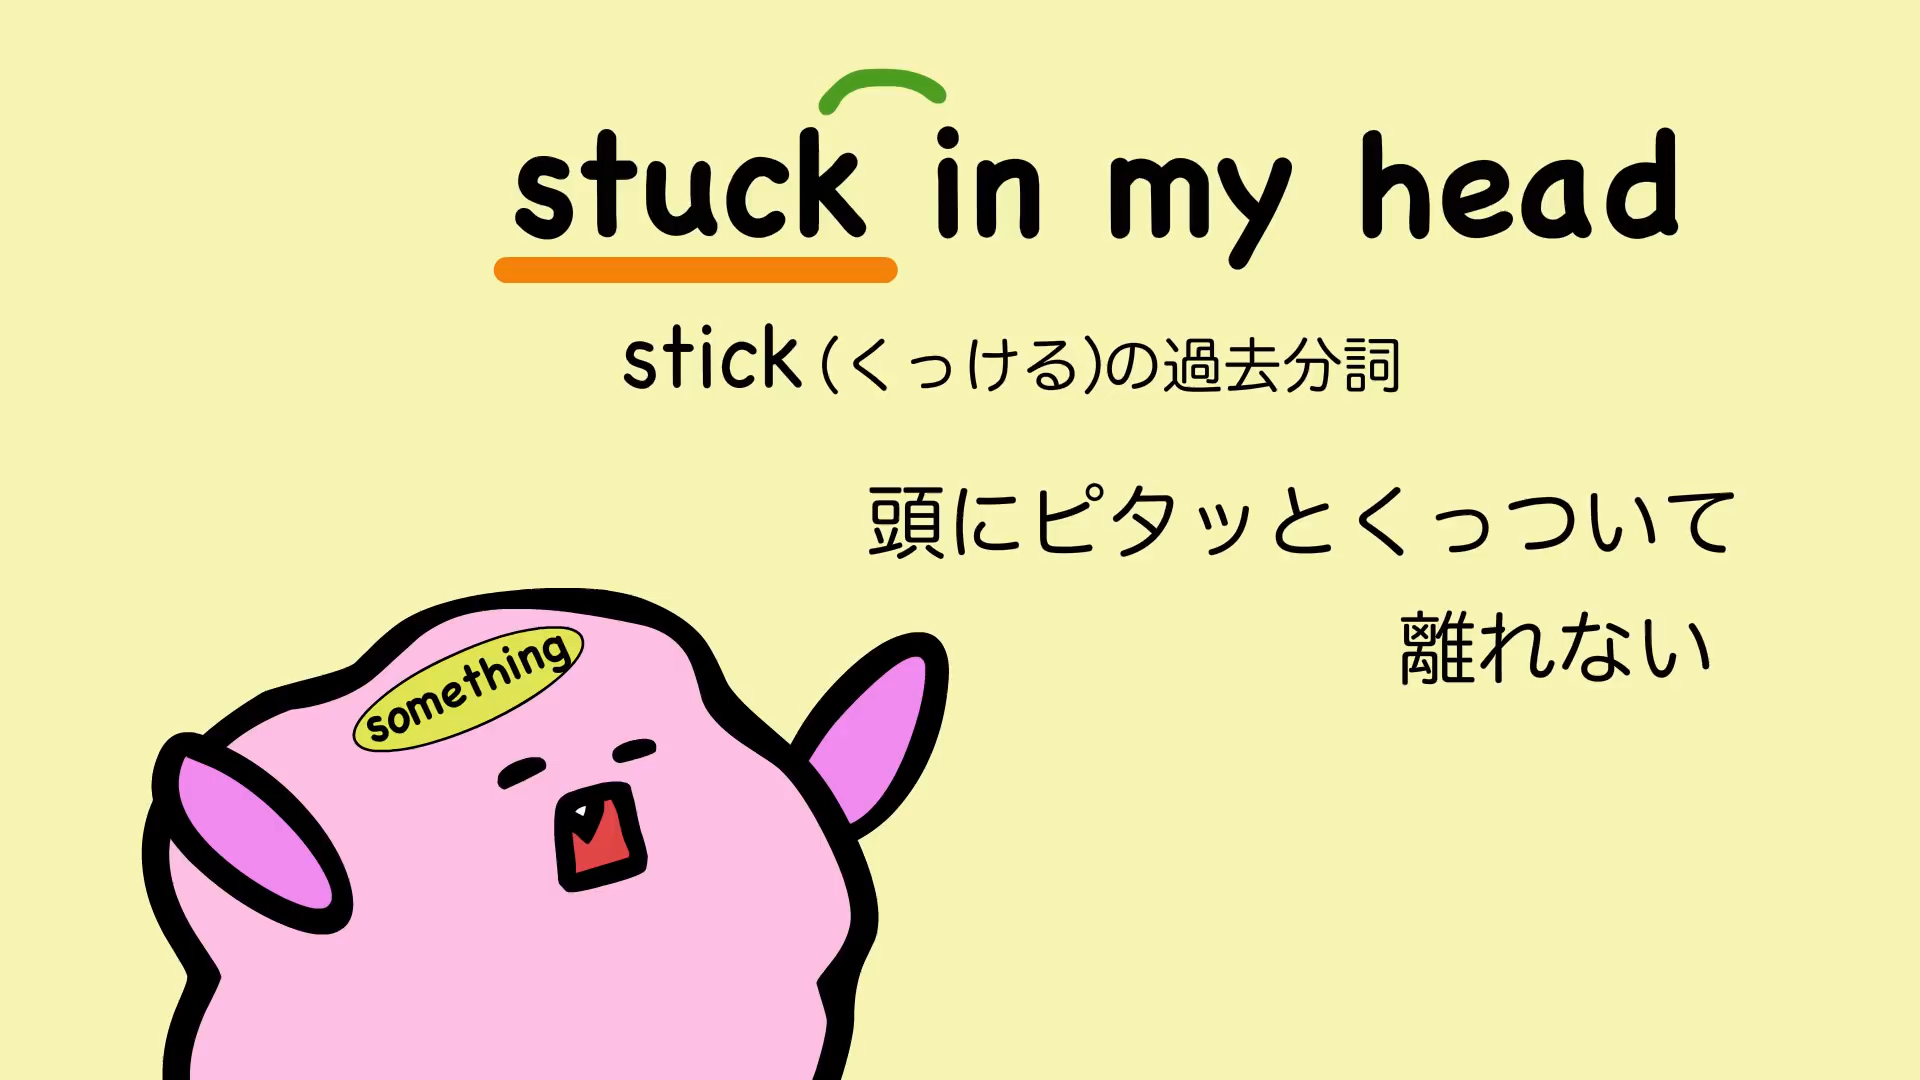 stuck in my head
stick(くっける)の過去分詞
頭にピタッとくっついて
離れない
something